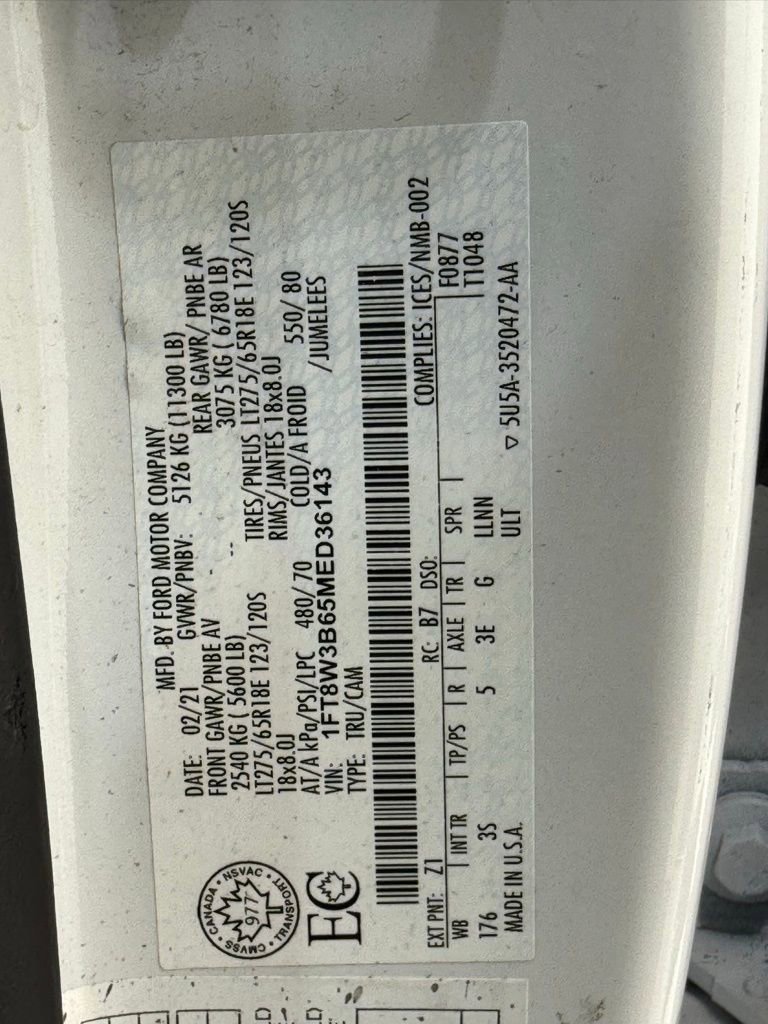 MFD. BY FORD MOTOR COMPANY
DATE: 02/21 GVWR/PNBV: 5126 KG (11300 LB)
FRONT GAWR/PNBE AV REAR GAWR/ PNBE AR
2540 KG ( 5600 LB) -- 3075 KG ( 6780 LB)
LT275/65R18E 123/120S TIRES/PNEUS LT275/65R18E 123/120S
18x8.0J RIMS/JANTES 18x8.0J
AT/A kPa/PSI/LPC 480/70 COLD/A FROID 550/ 80
VIN: 1FT8W3B65MED36143 /JUMELEES
TYPE: TRU/CAM
CANADA · NSVAC · TRANSPORT · CMVSS
977
EC
COMPLIES: ICES/NMB-002
EXT PNT: Z1 RC: B7 DSO: F0877
WB INT TR TP/PS R AXLE TR SPR T1048
176 3S 5 3E G LLNN
ULT
MADE IN U.S.A. ▽ 5U5A-3520472-AA